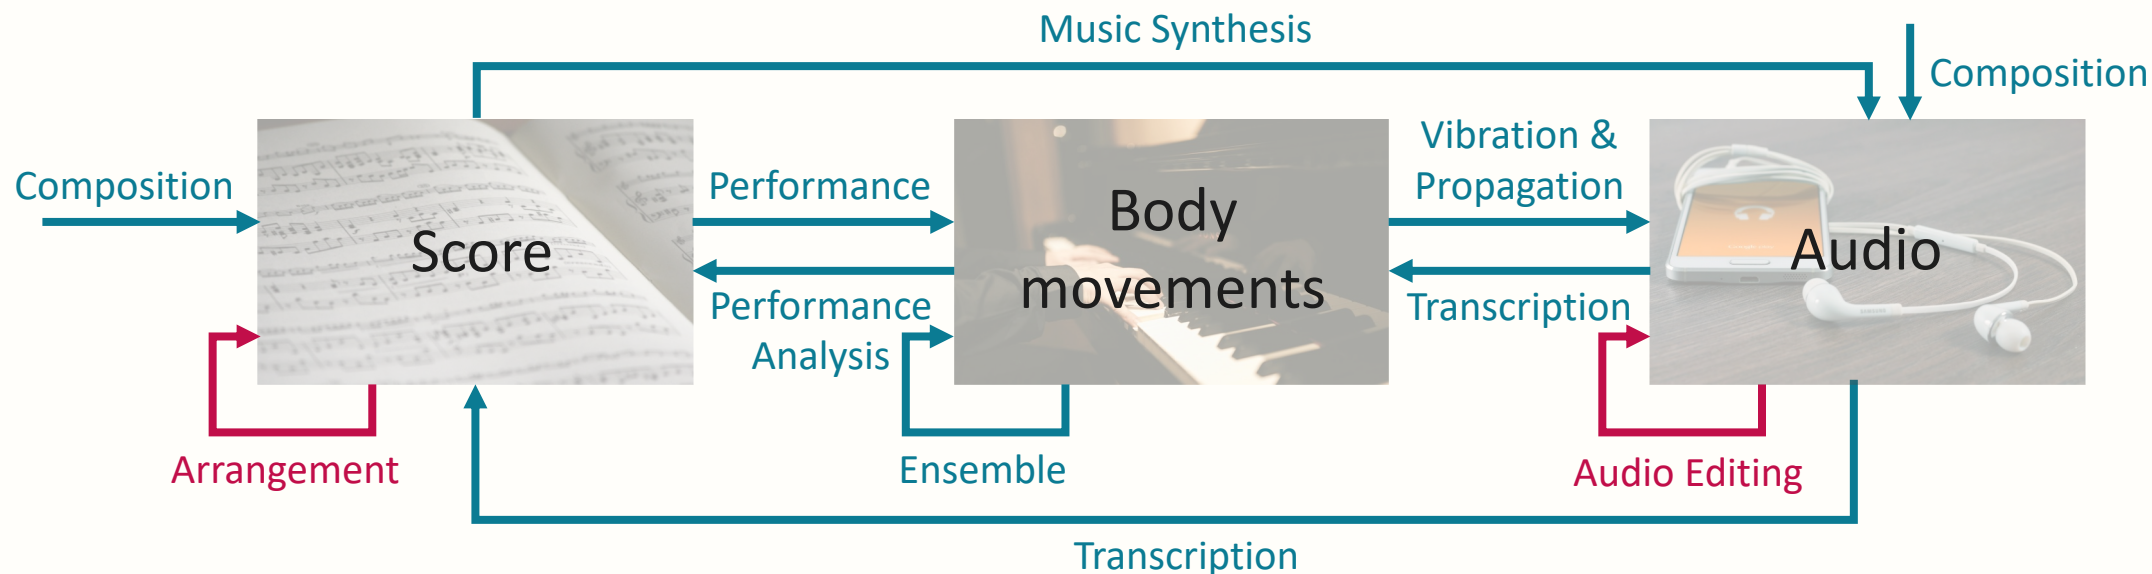 Music Synthesis
Composition
Composition
Score
Performance
Performance
Analysis
Body
movements
Vibration &
Propagation
Transcription
Audio
Arrangement
Ensemble
Audio Editing
Transcription